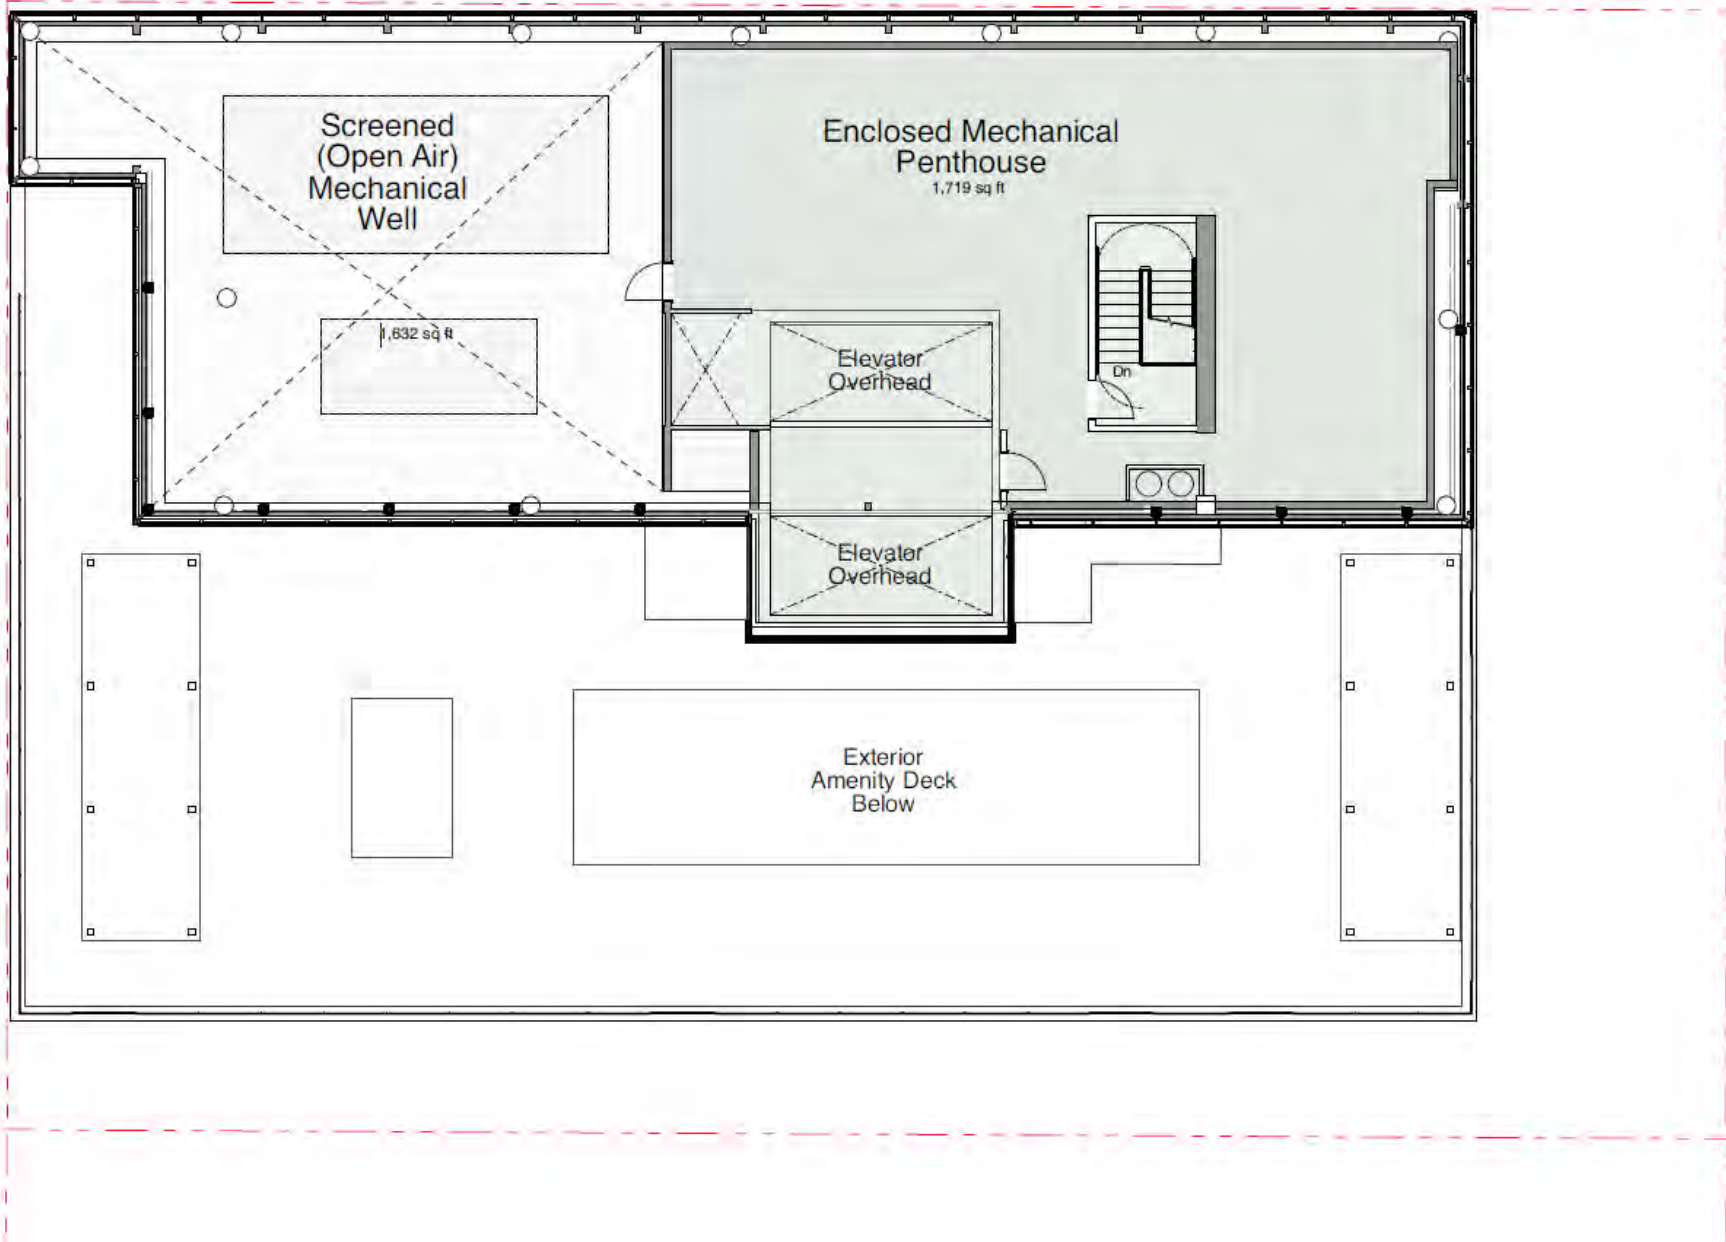 Screened
(Open Air)
Mechanical
Well
1,632 sq ft
Enclosed Mechanical
Penthouse
1,719 sq ft
Elevator
Overhead
Dn
Elevator
Overhead
Exterior
Amenity Deck
Below